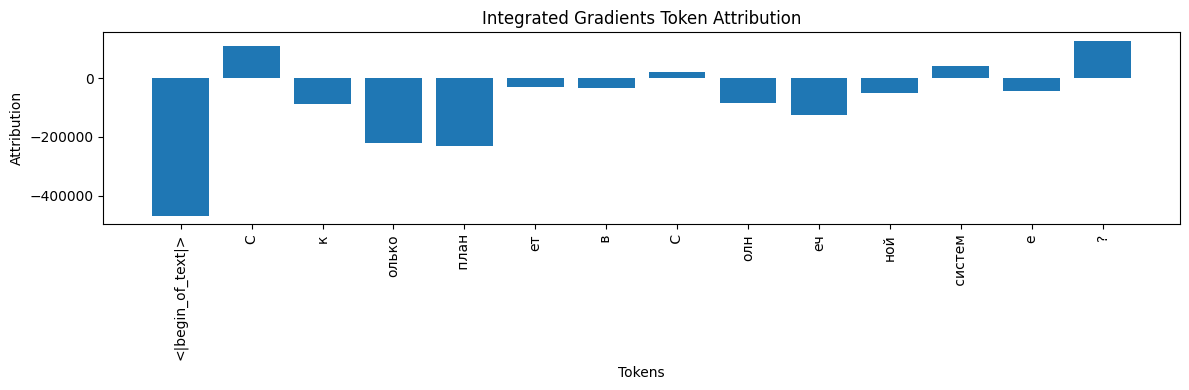 Integrated Gradients Token Attribution
Attribution
0
−200000
−400000
<|begin_of_text|>
С
к
олько
план
ет
в
С
олн
еч
ной
систем
е
?
Tokens